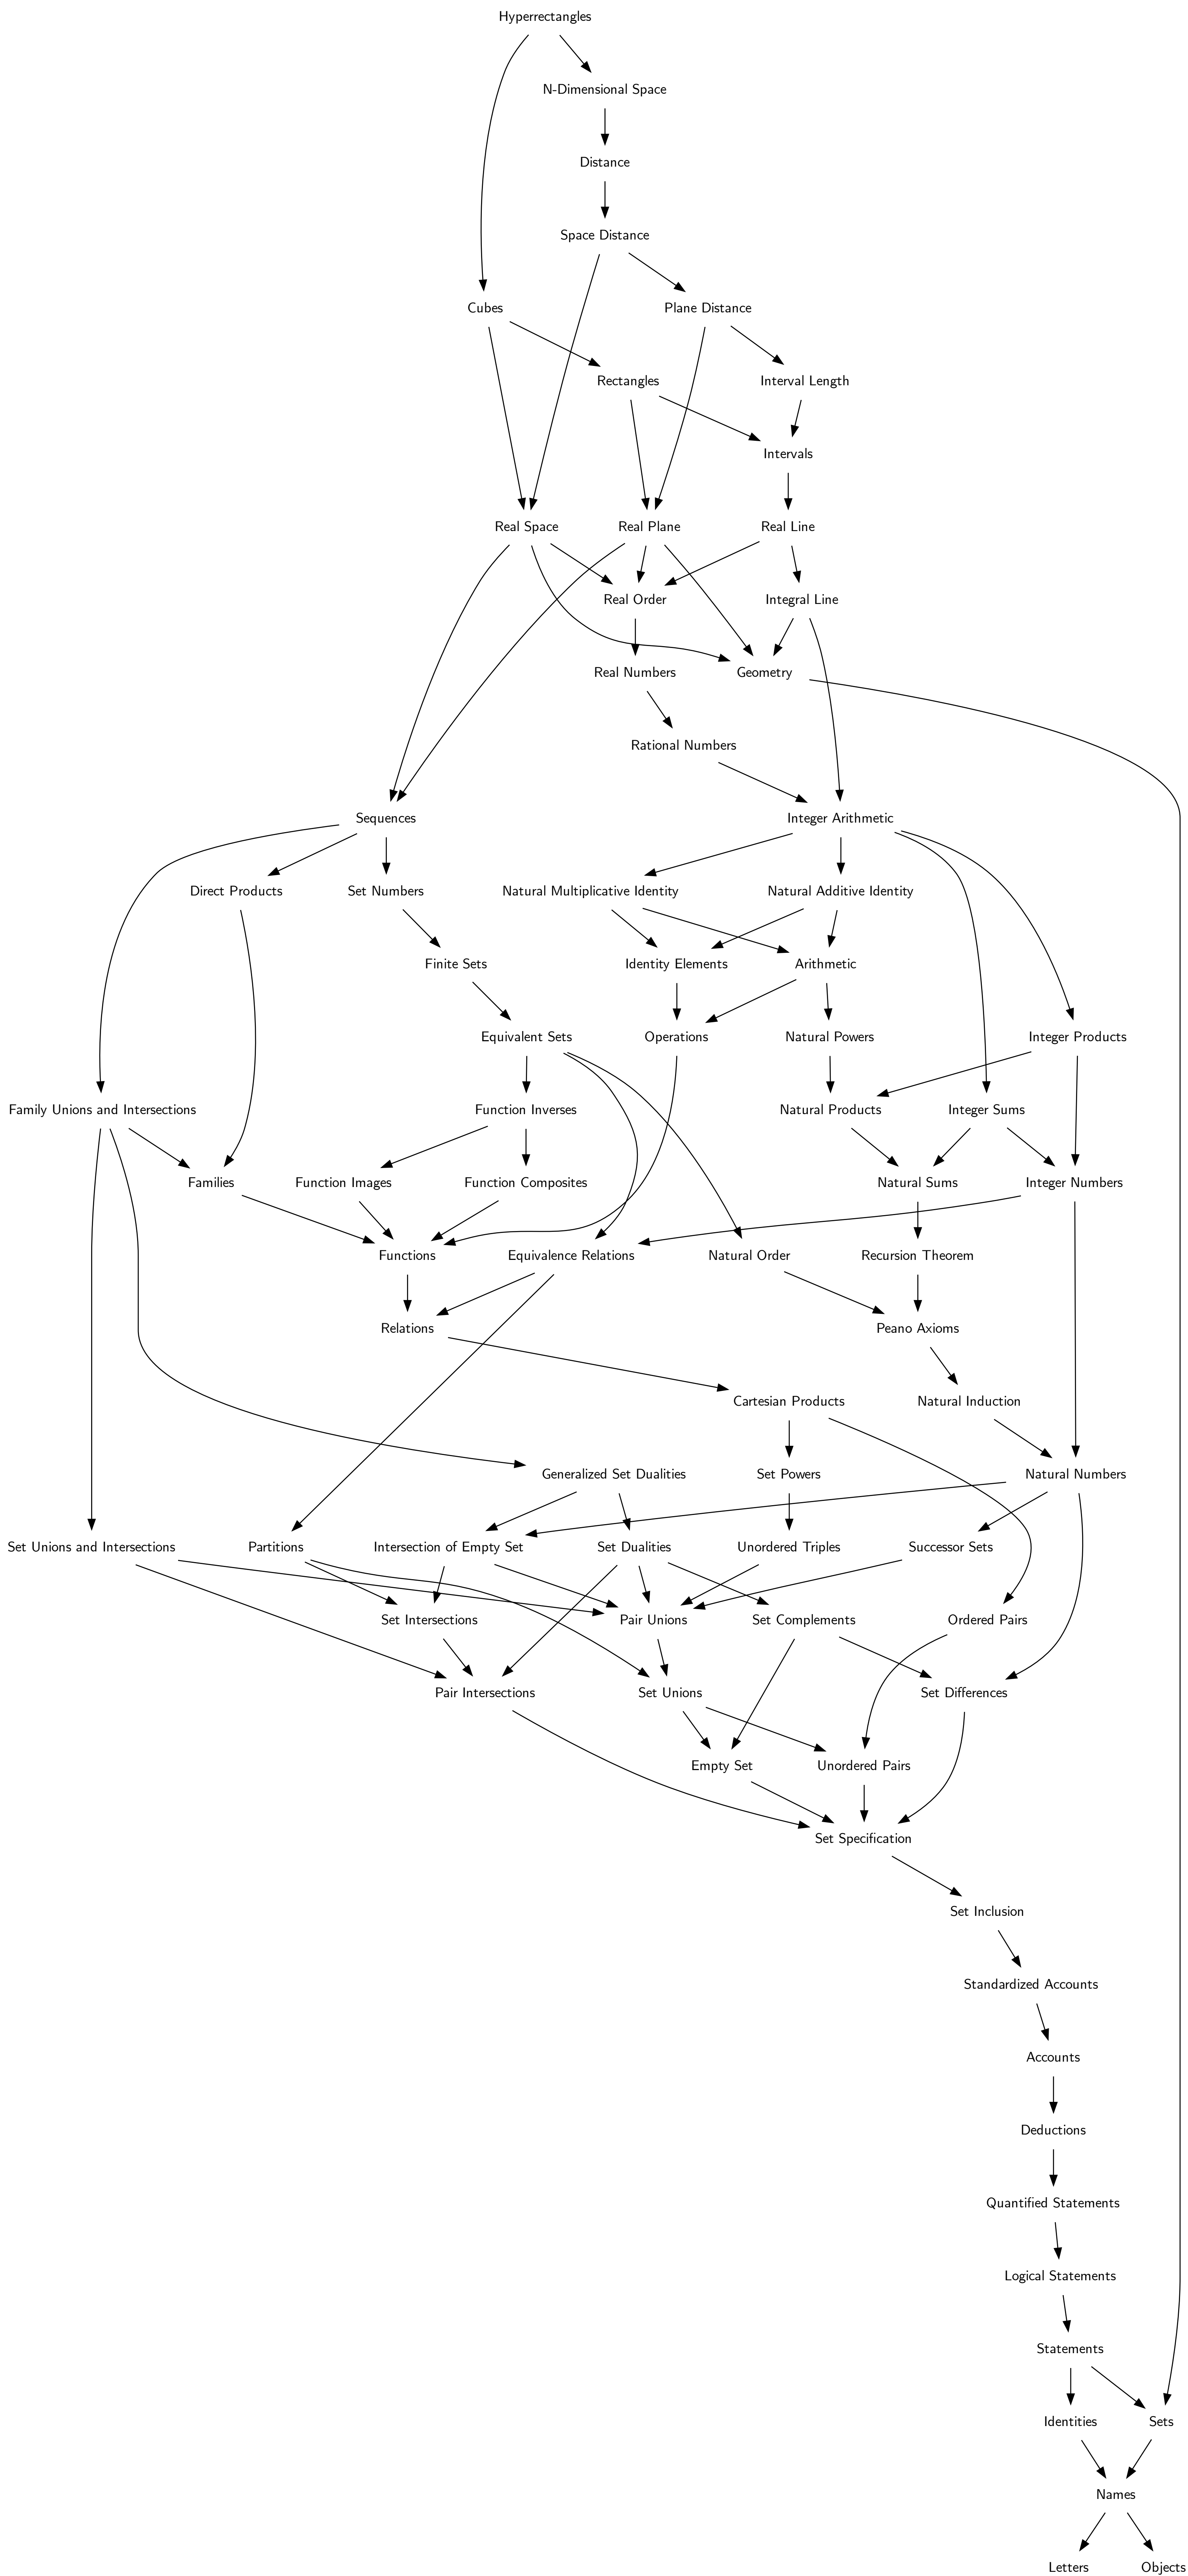 Hyperrectangles
N-Dimensional Space
Distance
Space Distance
Cubes
Plane Distance
Rectangles
Interval Length
Intervals
Real Space
Real Plane
Real Line
Real Order
Integral Line
Real Numbers
Geometry
Rational Numbers
Sequences
Integer Arithmetic
Direct Products
Set Numbers
Natural Multiplicative Identity
Natural Additive Identity
Finite Sets
Identity Elements
Arithmetic
Equivalent Sets
Operations
Natural Powers
Integer Products
Family Unions and Intersections
Function Inverses
Natural Products
Integer Sums
Families
Function Images
Function Composites
Natural Sums
Integer Numbers
Functions
Equivalence Relations
Natural Order
Recursion Theorem
Relations
Peano Axioms
Cartesian Products
Natural Induction
Generalized Set Dualities
Set Powers
Natural Numbers
Set Unions and Intersections
Partitions
Intersection of Empty Set
Set Dualities
Unordered Triples
Successor Sets
Set Intersections
Pair Unions
Set Complements
Ordered Pairs
Pair Intersections
Set Unions
Set Differences
Empty Set
Unordered Pairs
Set Specification
Set Inclusion
Standardized Accounts
Accounts
Deductions
Quantified Statements
Logical Statements
Statements
Identities
Sets
Names
Letters
Objects